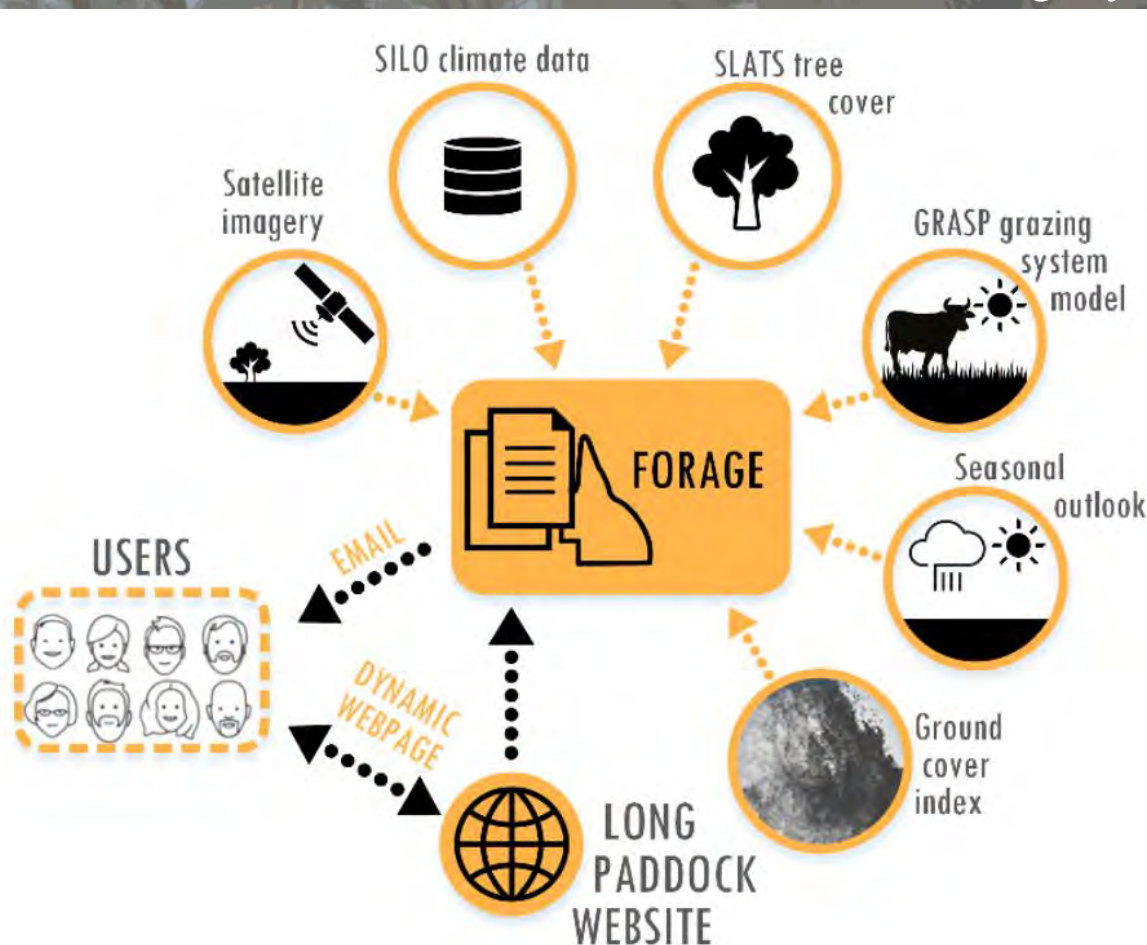 SILO climate data
SLATS tree
cover
Satellite
imagery
GRASP grazing
system
model
FORAGE
Seasonal
outlook
EMAIL
USERS
DYNAMIC
WEBPAGE
Ground
cover
index
LONG
PADDOCK
WEBSITE